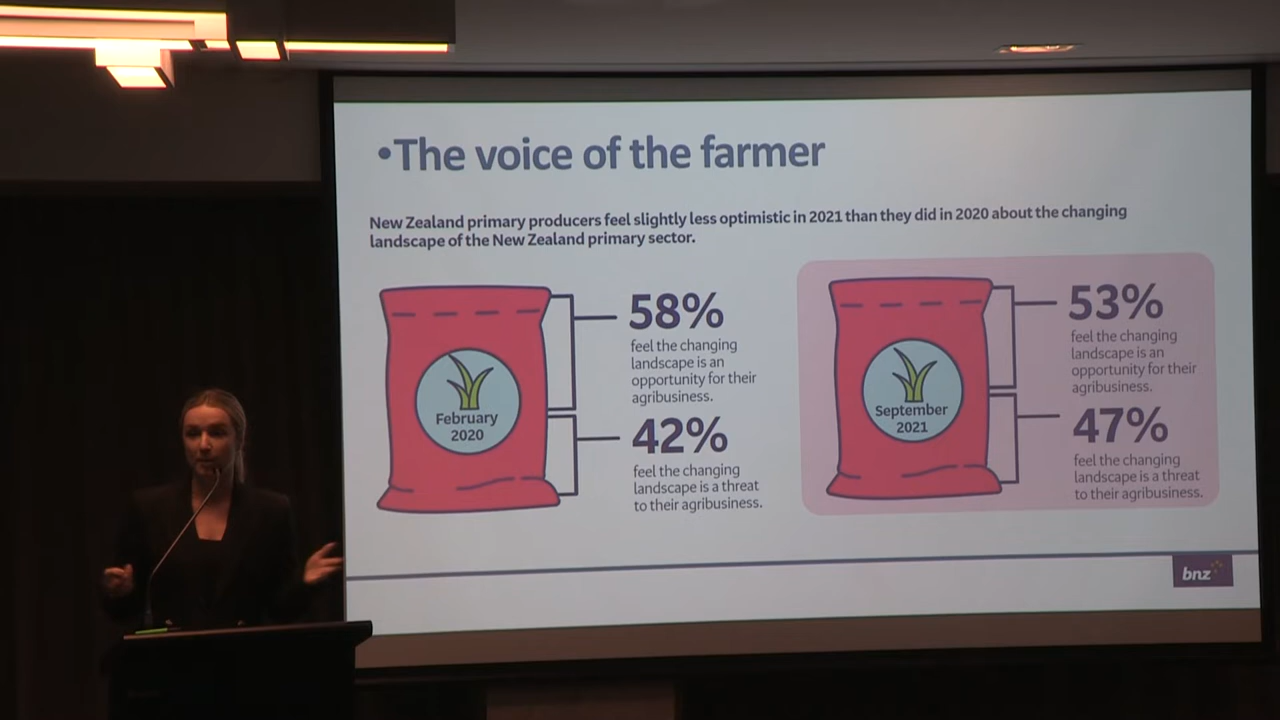 •The voice of the farmer
New Zealand primary producers feel slightly less optimistic in 2021 than they did in 2020 about the changing
landscape of the New Zealand primary sector.
February
2020
58%
feel the changing
landscape is an
opportunity for their
agribusiness.
42%
feel the changing
landscape is a threat
to their agribusiness.
September
2021
53%
feel the changing
landscape is an
opportunity for their
agribusiness.
47%
feel the changing
landscape is a threat
to their agribusiness.
bnz